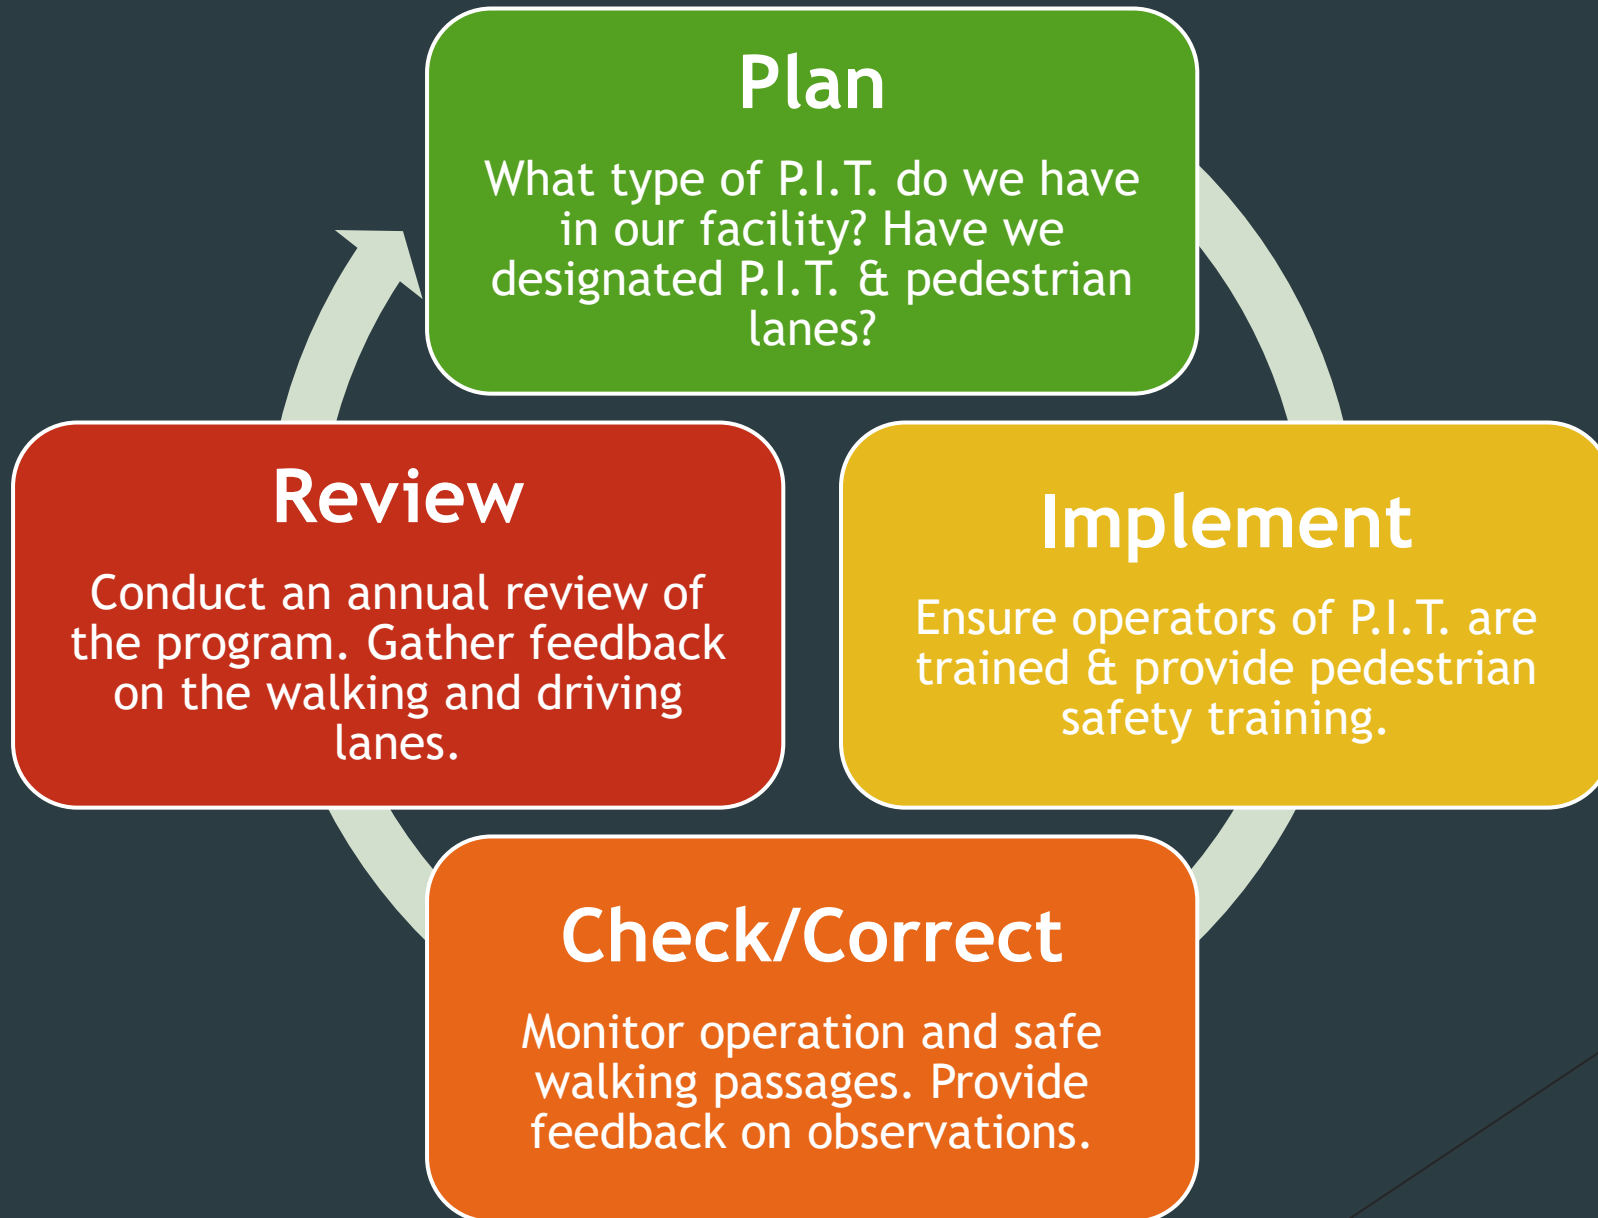 Plan
What type of P.I.T. do we have
in our facility? Have we
designated P.I.T. & pedestrian
lanes?
Review
Conduct an annual review of
the program. Gather feedback
on the walking and driving
lanes.
Implement
Ensure operators of P.I.T. are
trained & provide pedestrian
safety training.
Check/Correct
Monitor operation and safe
walking passages. Provide
feedback on observations.